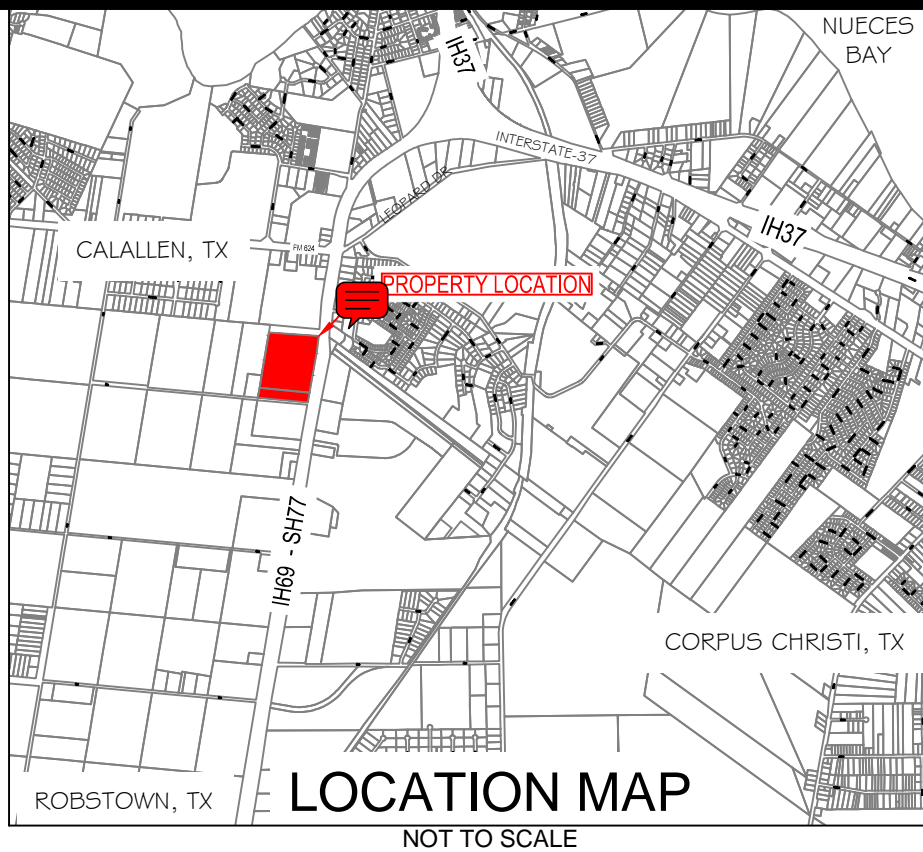 NUECES
BAY
IH37
INTERSTATE-37
LEOPARD DR
IH37
CALALLEN, TX
FM 624
PROPERTY LOCATION
IH69 - SH77
CORPUS CHRISTI, TX
ROBSTOWN, TX
LOCATION MAP
NOT TO SCALE